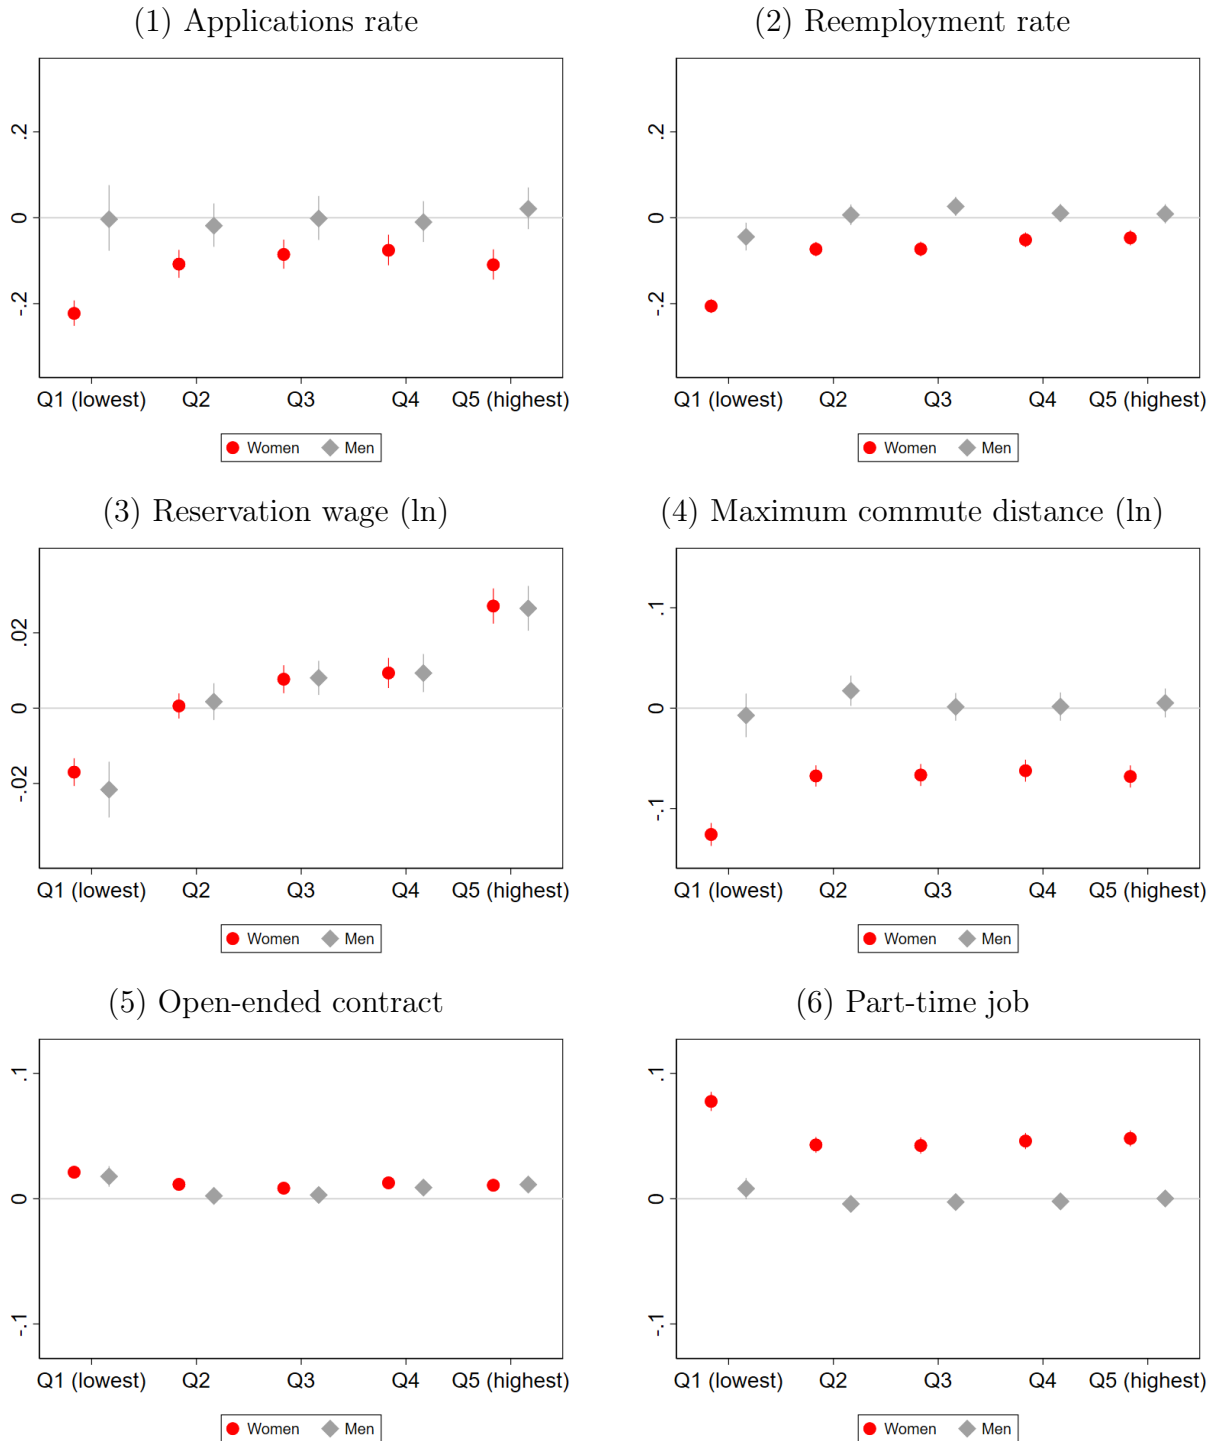 (1) Applications rate
.2
0
-.2
Q1 (lowest) Q2 Q3 Q4 Q5 (highest)
Women Men
(2) Reemployment rate
.2
0
-.2
Q1 (lowest) Q2 Q3 Q4 Q5 (highest)
Women Men
(3) Reservation wage (ln)
.02
0
-.02
Q1 (lowest) Q2 Q3 Q4 Q5 (highest)
Women Men
(4) Maximum commute distance (ln)
.1
0
-.1
Q1 (lowest) Q2 Q3 Q4 Q5 (highest)
Women Men
(5) Open-ended contract
.1
0
-.1
Q1 (lowest) Q2 Q3 Q4 Q5 (highest)
Women Men
(6) Part-time job
.1
0
-.1
Q1 (lowest) Q2 Q3 Q4 Q5 (highest)
Women Men